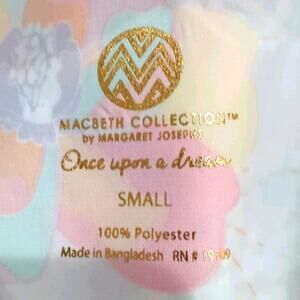 MACBETH COLLECTION™
by MARGARET JOSEPHS
Once upon a dream
SMALL
100% Polyester
Made in Bangladesh RN #